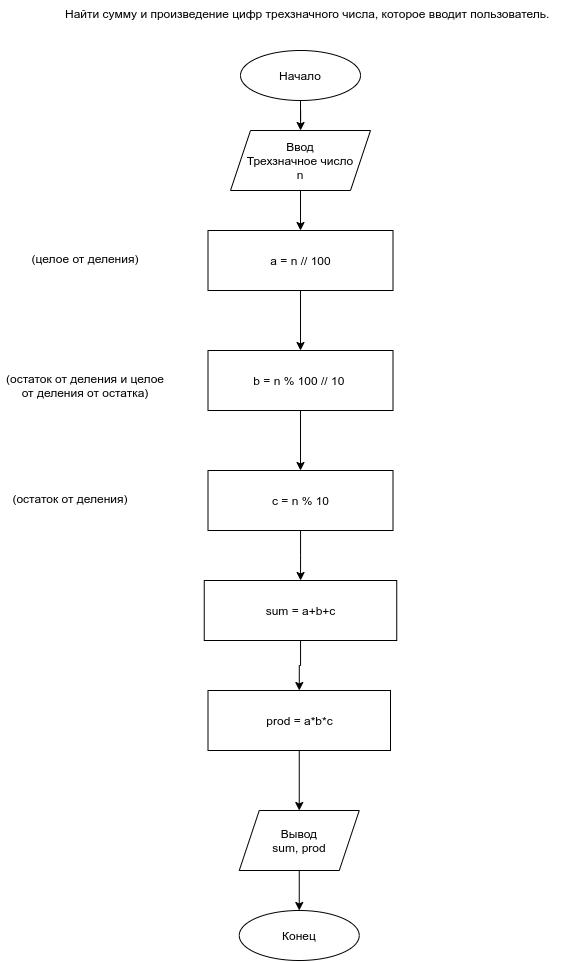 Найти сумму и произведение цифр трехзначного числа, которое вводит пользователь.
Начало
Ввод
Трехзначное число
n
(целое от деления)
a = n // 100
(остаток от деления и целое
от деления от остатка)
b = n % 100 // 10
(остаток от деления)
c = n % 10
sum = a+b+c
prod = a*b*c
Вывод
sum, prod
Конец